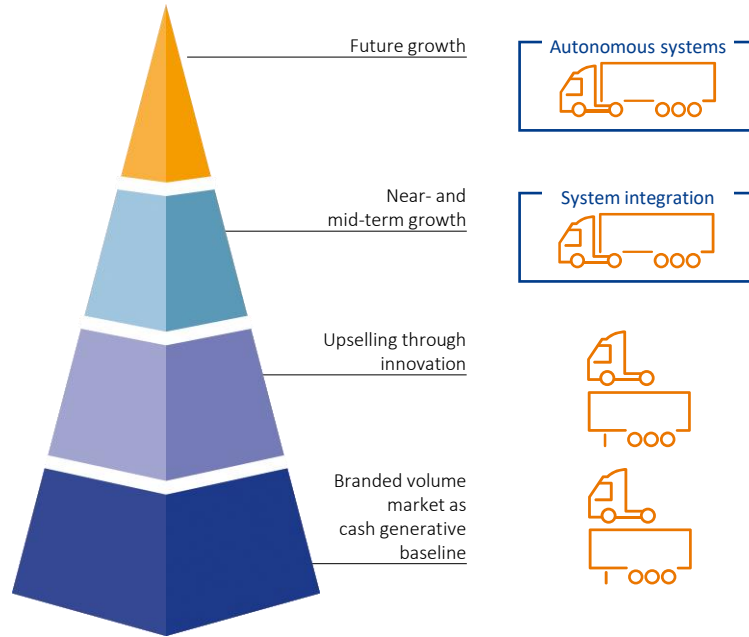 Future growth
Autonomous systems
Near- and
mid-term growth
System integration
Upselling through
innovation
Branded volume
market as
cash generative
baseline